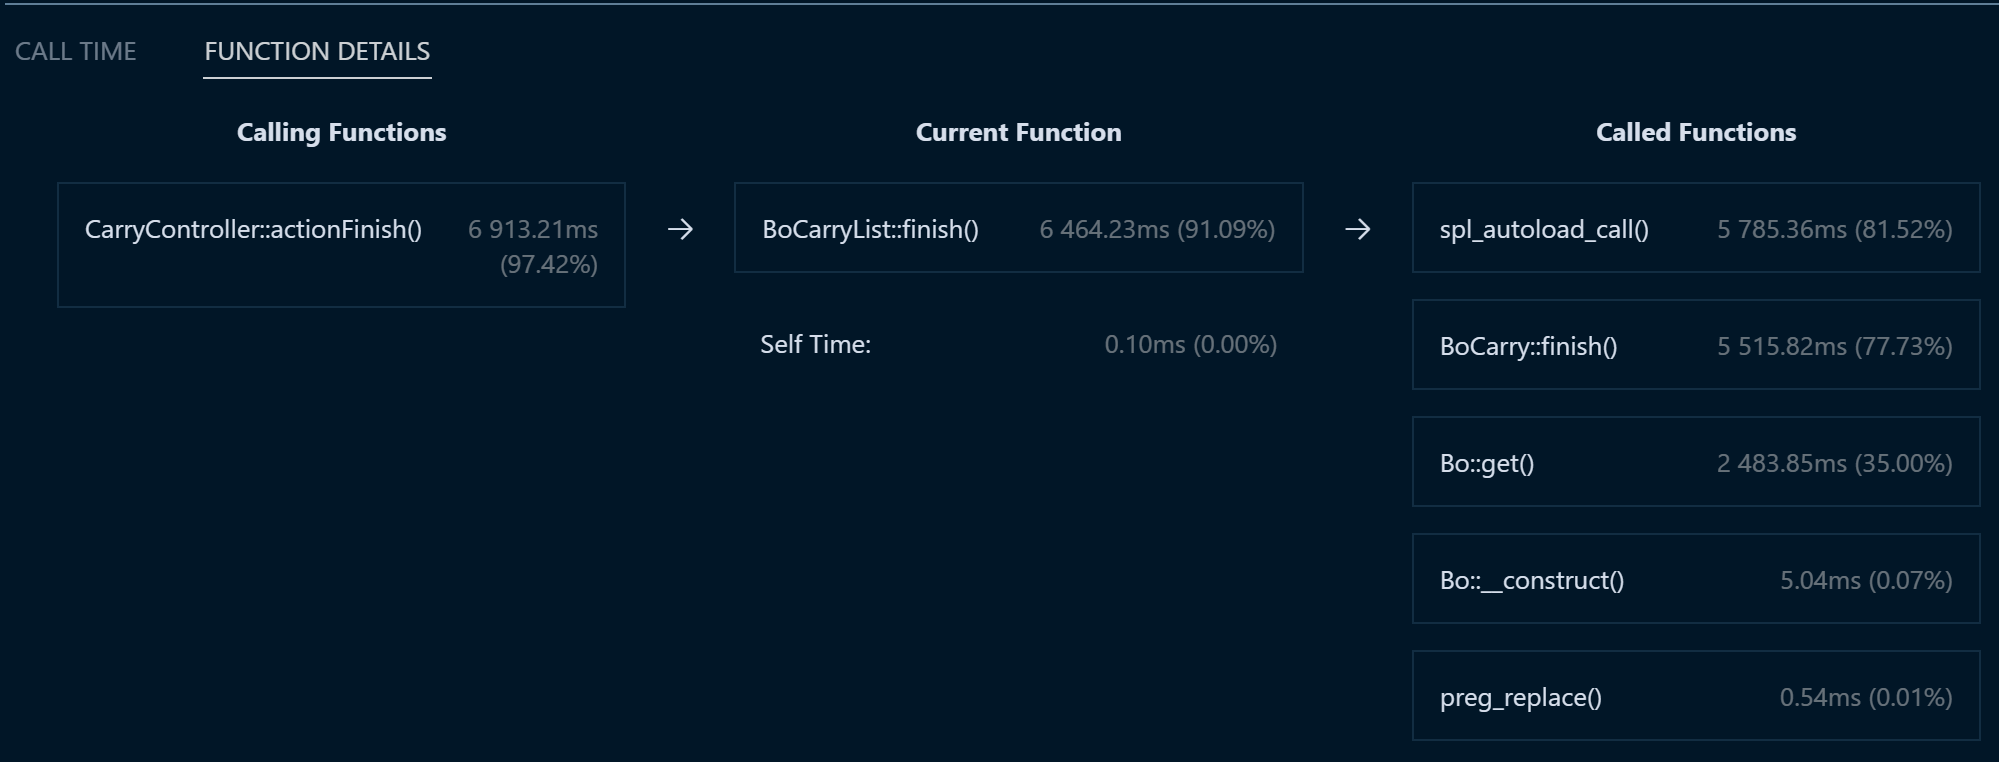 CALL TIME FUNCTION DETAILS
Calling Functions
CarryController::actionFinish() 6 913.21ms
(97.42%)
Current Function
BoCarryList::finish() 6 464.23ms (91.09%)
Self Time: 0.10ms (0.00%)
Called Functions
spl_autoload_call() 5 785.36ms (81.52%)
BoCarry::finish() 5 515.82ms (77.73%)
Bo::get() 2 483.85ms (35.00%)
Bo::__construct() 5.04ms (0.07%)
preg_replace() 0.54ms (0.01%)